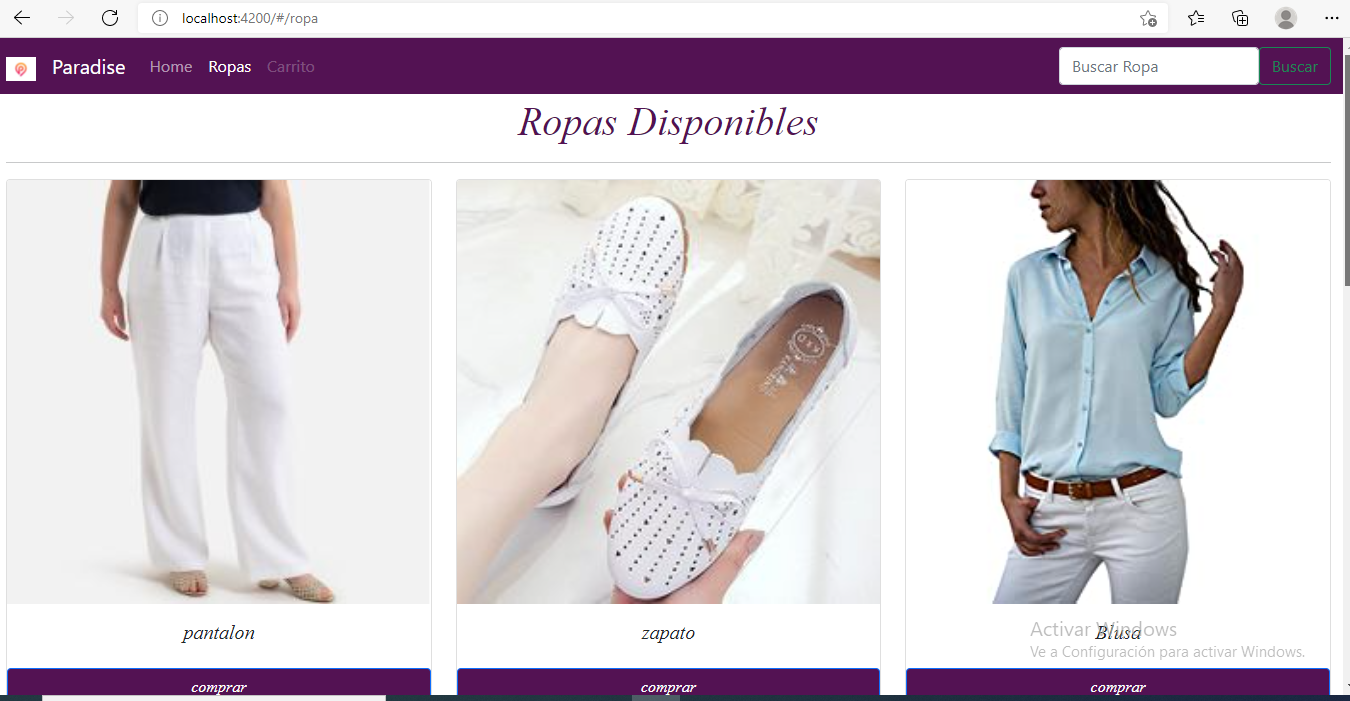 localhost:4200/#/ropa
Paradise Home Ropas Carrito Buscar Ropa Buscar
Ropas Disponibles
pantalon
zapato
Blusa
Activar Windows
Ve a Configuración para activar Windows.
comprar
comprar
comprar